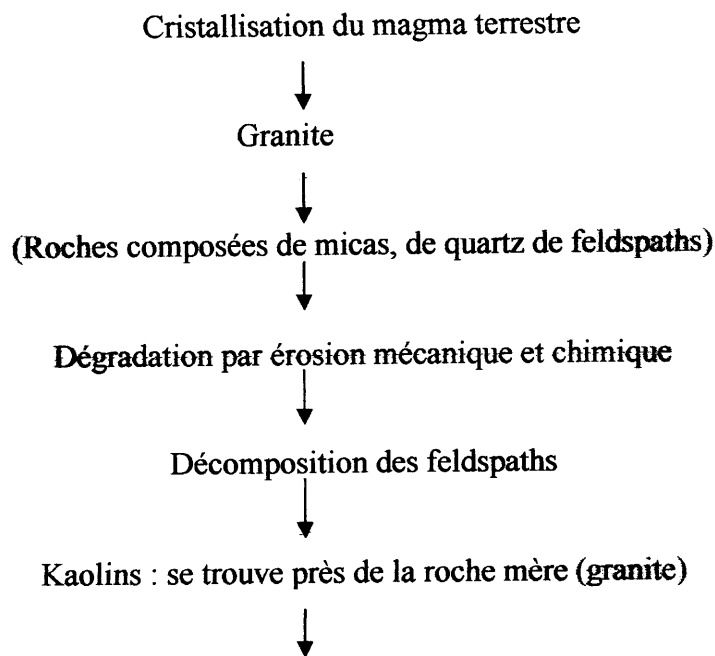 Cristallisation du magma terrestre
Granite
(Roches composées de micas, de quartz de feldspaths)
Dégradation par érosion mécanique et chimique
Décomposition des feldspaths
Kaolins : se trouve près de la roche mère (granite)